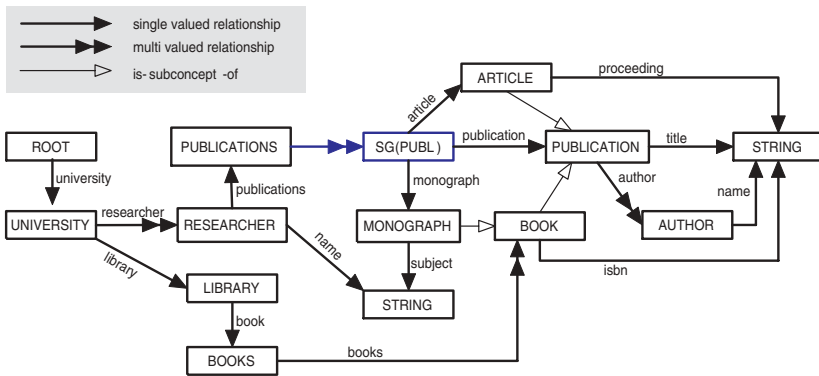 single valued relationship
multi valued relationship
is-subconcept -of
ARTICLE
proceeding
article
ROOT
PUBLICATIONS
SG(PUBL)
publication
PUBLICATION
title
STRING
university
publications
monograph
author
name
UNIVERSITY
researcher
RESEARCHER
MONOGRAPH
BOOK
AUTHOR
library
name
subject
isbn
LIBRARY
STRING
book
BOOKS
books